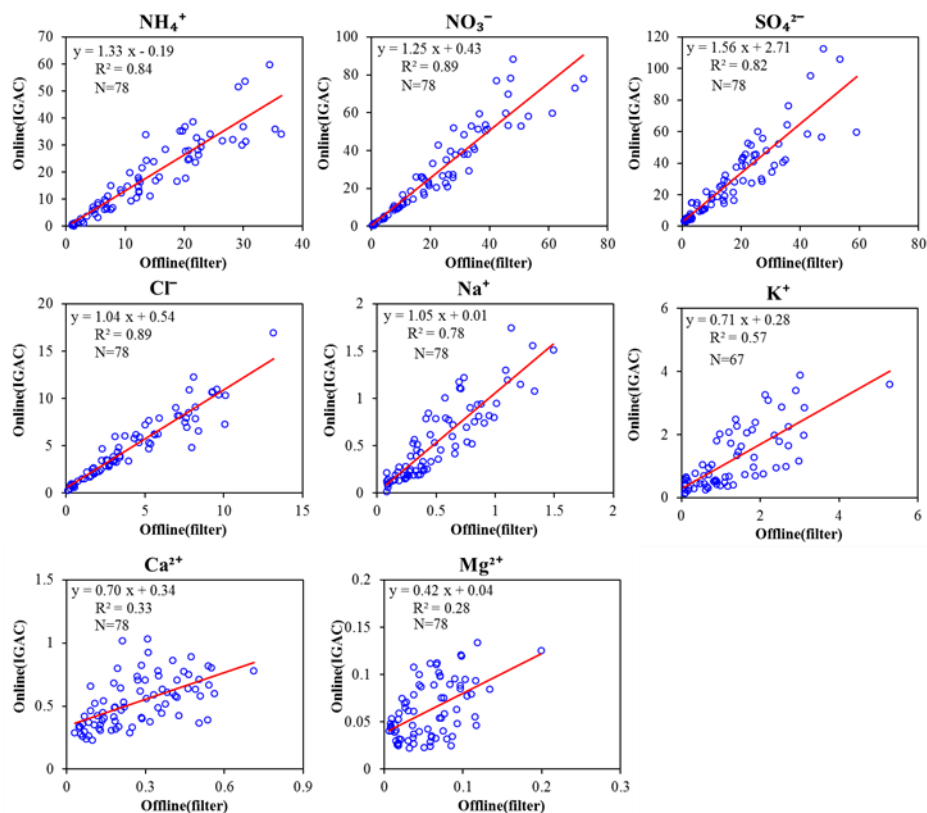 NH₄⁺
y = 1.33 x - 0.19
R² = 0.84
N=78
Online(IGAC)
70
60
50
40
30
20
10
0
0 10 20 30 40
Offline(filter)
NO₃⁻
y = 1.25 x + 0.43
R² = 0.89
N=78
Online(IGAC)
100
80
60
40
20
0
0 20 40 60 80
Offline(filter)
SO₄²⁻
y = 1.56 x + 2.71
R² = 0.82
N=78
Online(IGAC)
120
100
80
60
40
20
0
0 20 40 60 80
Offline(filter)
Cl⁻
y = 1.04 x + 0.54
R² = 0.89
N=78
Online(IGAC)
20
15
10
5
0
0 5 10 15
Offline(filter)
Na⁺
y = 1.05 x + 0.01
R² = 0.78
N=78
Online(IGAC)
2
1.5
1
0.5
0
0 0.5 1 1.5 2
Offline(filter)
K⁺
y = 0.71 x + 0.28
R² = 0.57
N=67
Online(IGAC)
6
4
2
0
0 2 4 6
Offline(filter)
Ca²⁺
y = 0.70 x + 0.34
R² = 0.33
N=78
Online(IGAC)
1.5
1
0.5
0
0 0.3 0.6 0.9
Offline(filter)
Mg²⁺
y = 0.42 x + 0.04
R² = 0.28
N=78
Online(IGAC)
0.2
0.15
0.1
0.05
0
0 0.1 0.2 0.3
Offline(filter)